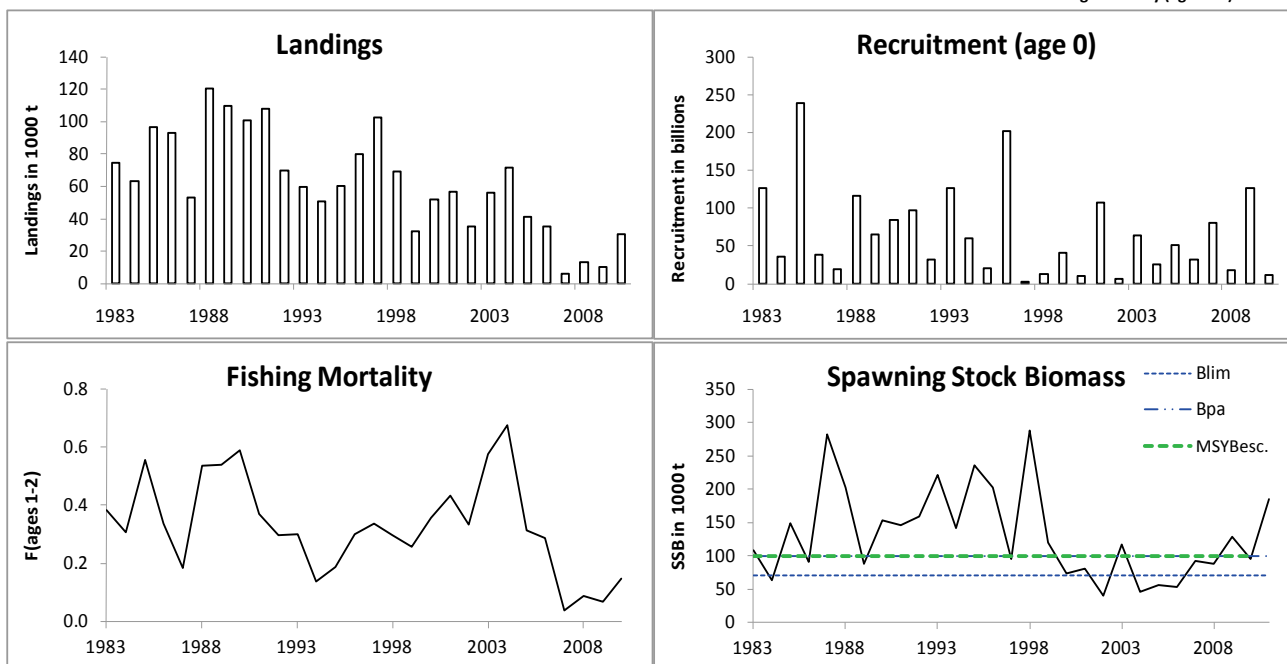 Landings
Landings in 1000 t
140
120
100
80
60
40
20
0
1983 1988 1993 1998 2003 2008
Recruitment (age 0)
Recruitment in billions
300
250
200
150
100
50
0
1983 1988 1993 1998 2003 2008
Fishing Mortality
F(ages 1-2)
0.8
0.6
0.4
0.2
0.0
1983 1988 1993 1998 2003 2008
Spawning Stock Biomass
SSB in 1000 t
350
300
250
200
150
100
50
0
1983 1988 1993 1998 2003 2008
Blim
Bpa
MSYBesc.